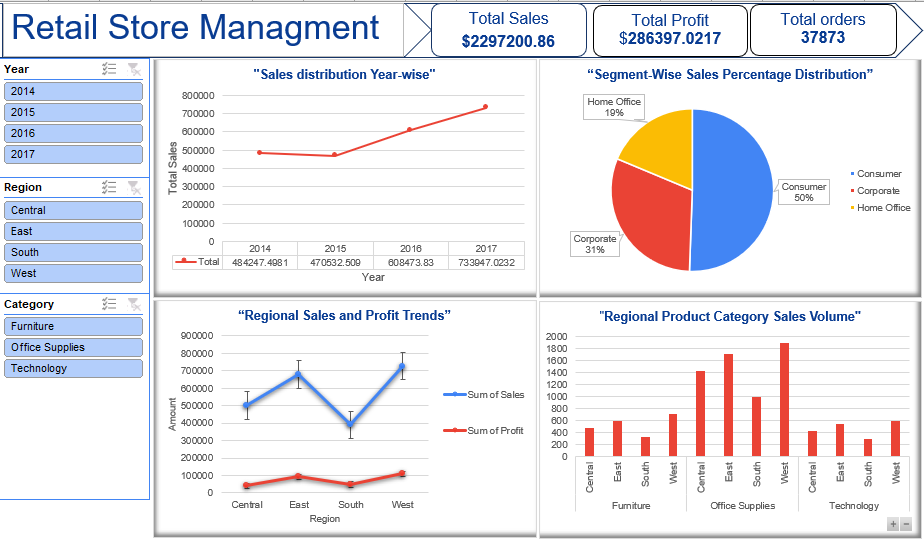 Retail Store Managment
Total Sales
$2297200.86
Total Profit
$286397.0217
Total orders
37873
Year
2014
2015
2016
2017
Region
Central
East
South
West
Category
Furniture
Office Supplies
Technology
"Sales distribution Year-wise"
800000
700000
600000
500000
400000
300000
200000
100000
0
Total Sales
2014 2015 2016 2017
Total 484247.4981 470532.509 608473.83 733947.0232
Year
“Segment-Wise Sales Percentage Distribution”
Home Office
19%
Consumer
50%
Corporate
31%
Consumer
Corporate
Home Office
“Regional Sales and Profit Trends”
900000
800000
700000
600000
500000
400000
300000
200000
100000
0
Amount
Central East South West
Region
Sum of Sales
Sum of Profit
"Regional Product Category Sales Volume"
2000
1800
1600
1400
1200
1000
800
600
400
200
0
Central East South West Central East South West Central East South West
Furniture Office Supplies Technology
+ −